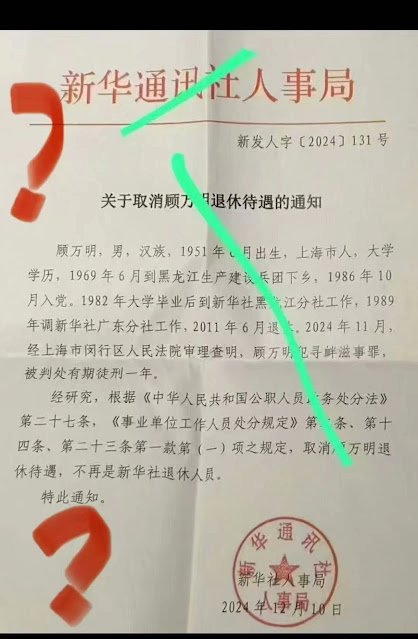 新华通讯社人事局
新发人字〔2024〕131号
关于取消顾万明退休待遇的通知
顾万明，男，汉族，1951年6月出生，上海市人，大学
学历，1969年6月到黑龙江生产建设兵团下乡，1986年10
月入党。1982年大学毕业后到新华社黑龙江分社工作，1989
年调新华社广东分社工作，2011年6月退休。2024年11月，
经上海市闵行区人民法院审理查明，顾万明犯寻衅滋事罪，
被判处有期徒刑一年。
经研究，根据《中华人民共和国公职人员政务处分法》
第二十七条，《事业单位工作人员处分规定》第条、第十
四条、第二十三条第一款第（一）项之规定，取消顾万明退
休待遇，不再是新华社退休人员。
特此通知。
新华通讯社
人事局
新华社人事局
2024年12月10日